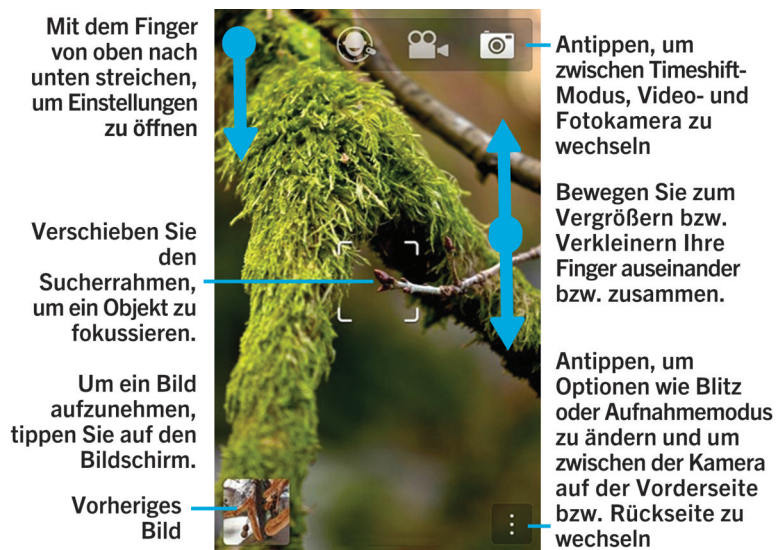 Mit dem Finger
von oben nach
unten streichen,
um Einstellungen
zu öffnen
Verschieben Sie
den
Sucherrahmen,
um ein Objekt zu
fokussieren.
Um ein Bild
aufzunehmen,
tippen Sie auf den
Bildschirm.
Vorheriges
Bild
Antippen, um
zwischen Timeshift-
Modus, Video- und
Fotokamera zu
wechseln
Bewegen Sie zum
Vergrößern bzw.
Verkleinern Ihre
Finger auseinander
bzw. zusammen.
Antippen, um
Optionen wie Blitz
oder Aufnahmemodus
zu ändern und um
zwischen der Kamera
auf der Vorderseite
bzw. Rückseite zu
wechseln